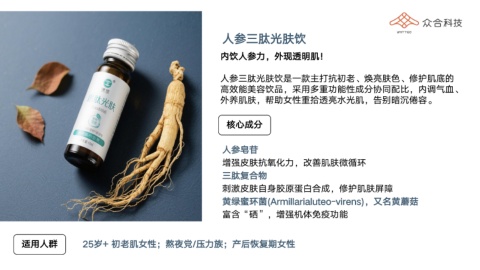 众合科技
人参三肽光肤饮
内饮人参力，外现透明肌！
人参三肽光肤饮是一款主打抗初老、焕亮肤色、修护肌底的
高效能美容饮品，采用多重功能性成分协同配比，内调气血、
外养肌肤，帮助女性重拾透亮水光肌，告别暗沉倦容。
核心成分
人参皂苷
增强皮肤抗氧化力，改善肌肤微循环
三肽复合物
刺激皮肤自身胶原蛋白合成，修护肌肤屏障
黄绿蜜环菌(Armillarialuteo-virens)，又名黄蘑菇
富含“硒”，增强机体免疫功能
肽光肤
适用人群
25岁+ 初老肌女性；熬夜党/压力族；产后恢复期女性